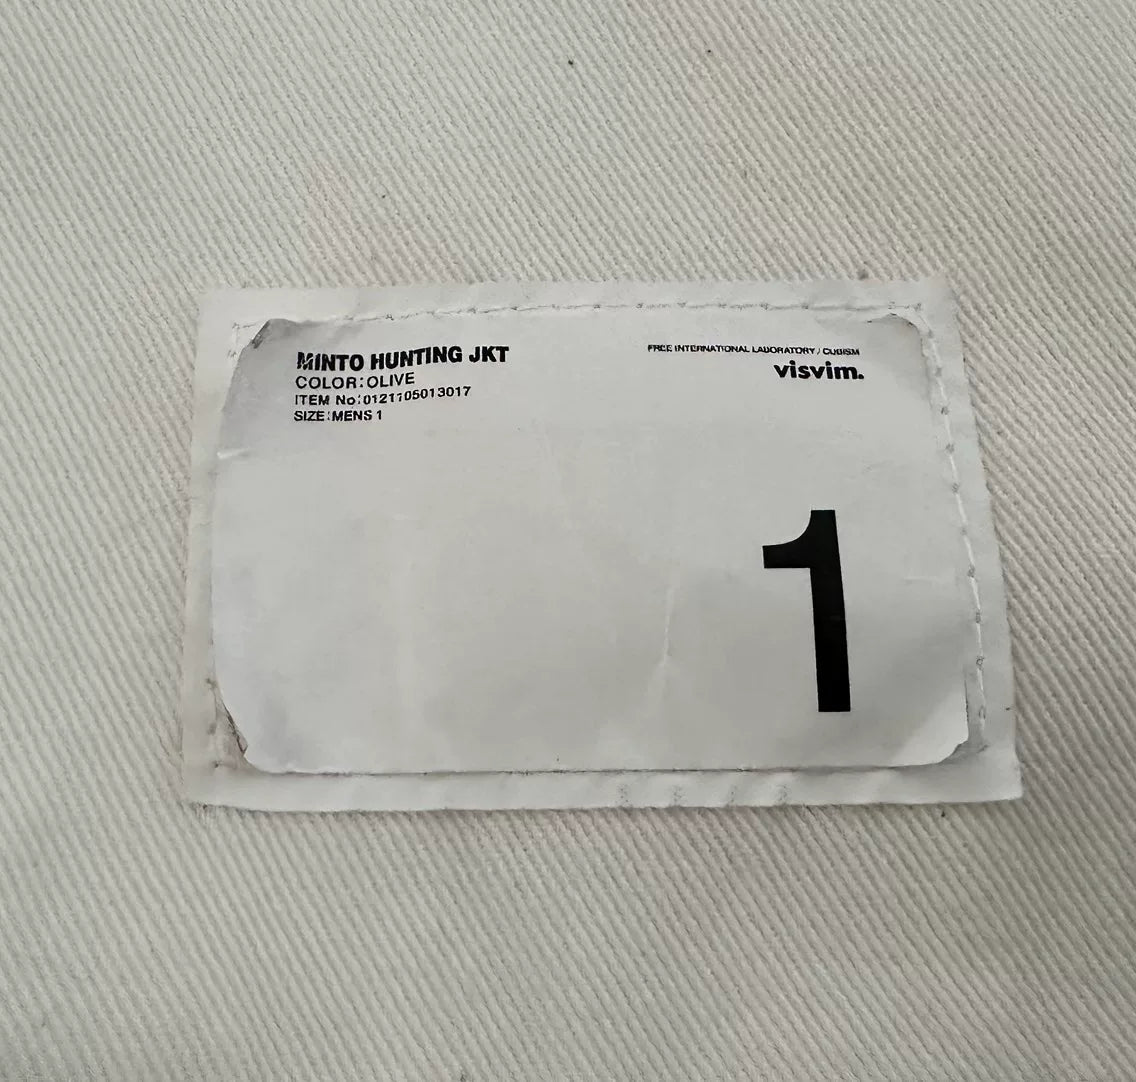 MINTO HUNTING JKT
COLOR:OLIVE
ITEM No:0121105013017
SIZE:MENS 1
FREE INTERNATIONAL LABORATORY / CUBISM
visvim.
1